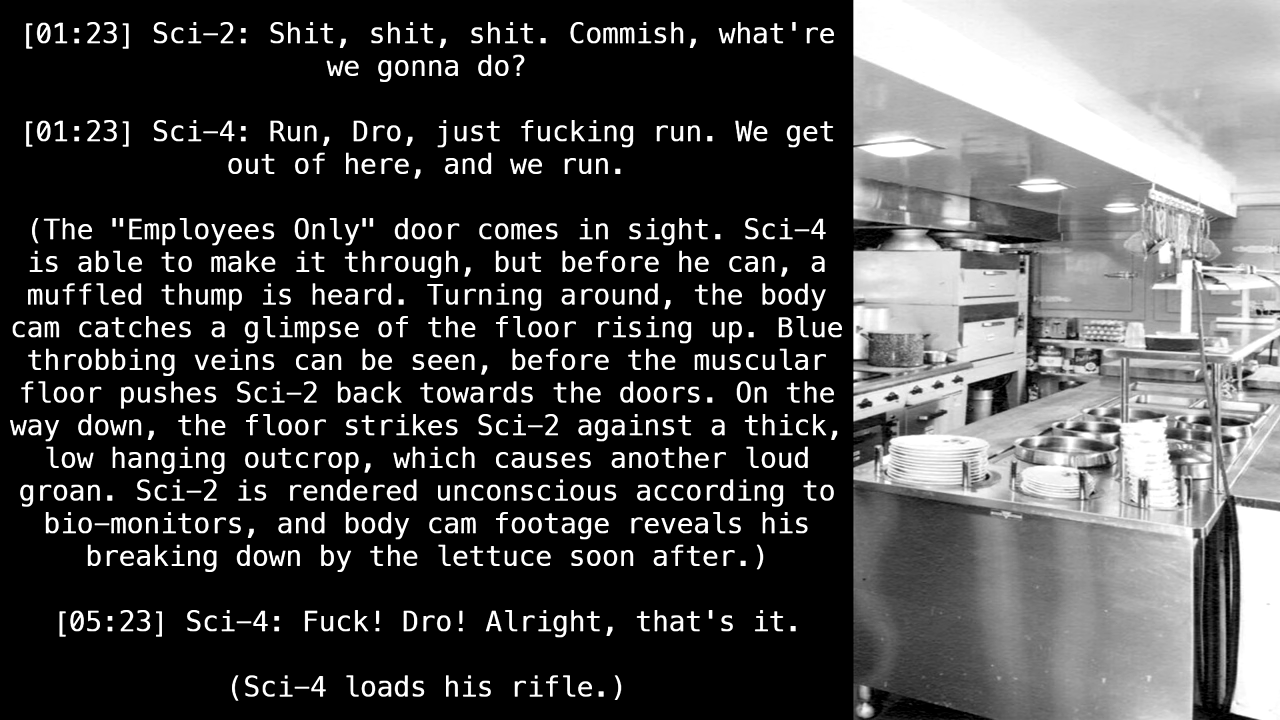 [01:23] Sci-2: Shit, shit, shit. Commish, what're
we gonna do?
[01:23] Sci-4: Run, Dro, just fucking run. We get
out of here, and we run.
(The "Employees Only" door comes in sight. Sci-4
is able to make it through, but before he can, a
muffled thump is heard. Turning around, the body
cam catches a glimpse of the floor rising up. Blue
throbbing veins can be seen, before the muscular
floor pushes Sci-2 back towards the doors. On the
way down, the floor strikes Sci-2 against a thick,
low hanging outcrop, which causes another loud
groan. Sci-2 is rendered unconscious according to
bio-monitors, and body cam footage reveals his
breaking down by the lettuce soon after.)
[05:23] Sci-4: Fuck! Dro! Alright, that's it.
(Sci-4 loads his rifle.)